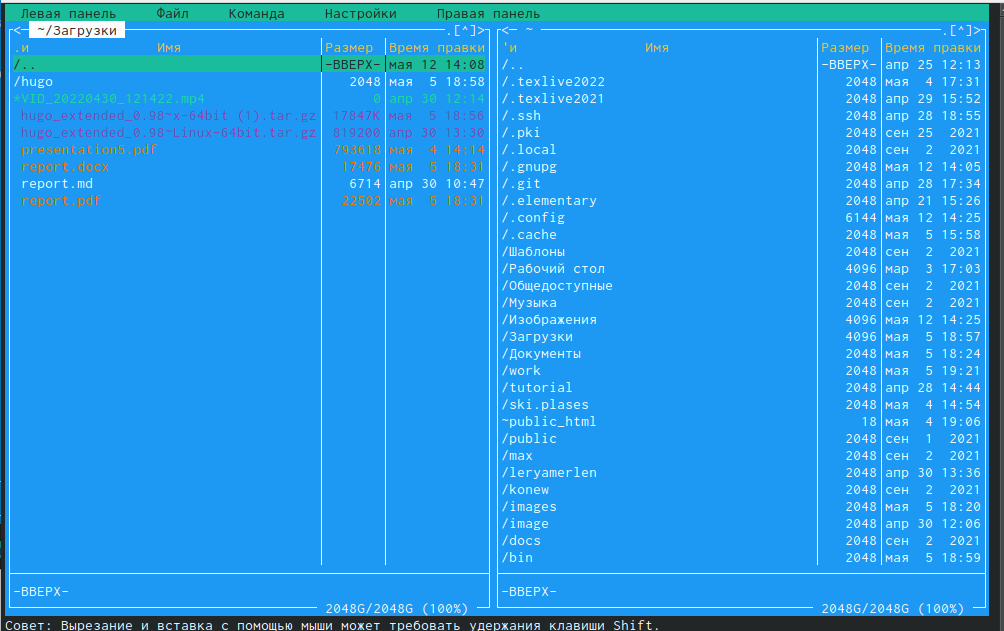 Левая панель     Файл     Команда     Настройки     Правая панель
<─ ~/Загрузки ─.[^]>
.и Имя Размер Время правки
/.. -ВВЕРХ- мая 12 14:08
/hugo 2048 мая 5 18:58
*VID_20220430_121422.mp4 0 апр 30 12:14
hugo_extended_0.98~x-64bit (1).tar.gz 17847K мая 5 18:56
hugo_extended_0.98~Linux-64bit.tar.gz 819200 апр 30 13:30
presentation5.pdf 793618 мая 4 14:14
report.docx 17476 мая 5 18:31
report.md 6714 апр 30 10:47
report.pdf 22502 мая 5 18:31
-ВВЕРХ-
2048G/2048G (100%)
<─ ~ ─.[^]>
'и Имя Размер Время правки
/.. -ВВЕРХ- апр 25 12:13
/.texlive2022 2048 мая 4 17:31
/.texlive2021 2048 апр 29 15:52
/.ssh 2048 апр 28 18:55
/.pki 2048 сен 25 2021
/.local 2048 сен 2 2021
/.gnupg 2048 мая 12 14:05
/.git 2048 апр 28 17:34
/.elementary 2048 апр 21 15:26
/.config 6144 мая 12 14:25
/.cache 2048 мая 5 15:58
/Шаблоны 2048 сен 2 2021
/Рабочий стол 4096 мар 3 17:03
/Общедоступные 2048 сен 2 2021
/Музыка 2048 сен 2 2021
/Изображения 4096 мая 12 14:25
/Загрузки 4096 мая 5 18:57
/Документы 2048 мая 5 18:24
/work 2048 мая 5 19:21
/tutorial 2048 апр 28 14:44
/ski.plases 2048 мая 4 14:54
~public_html 18 мая 4 19:06
/public 2048 сен 1 2021
/max 2048 сен 2 2021
/leryamerlen 2048 апр 30 13:36
/konew 2048 сен 2 2021
/images 2048 мая 5 18:20
/image 2048 апр 30 12:06
/docs 2048 сен 2 2021
/bin 2048 мая 5 18:59
-ВВЕРХ-
2048G/2048G (100%)
Совет: Вырезание и вставка с помощью мыши может требовать удержания клавиши Shift.